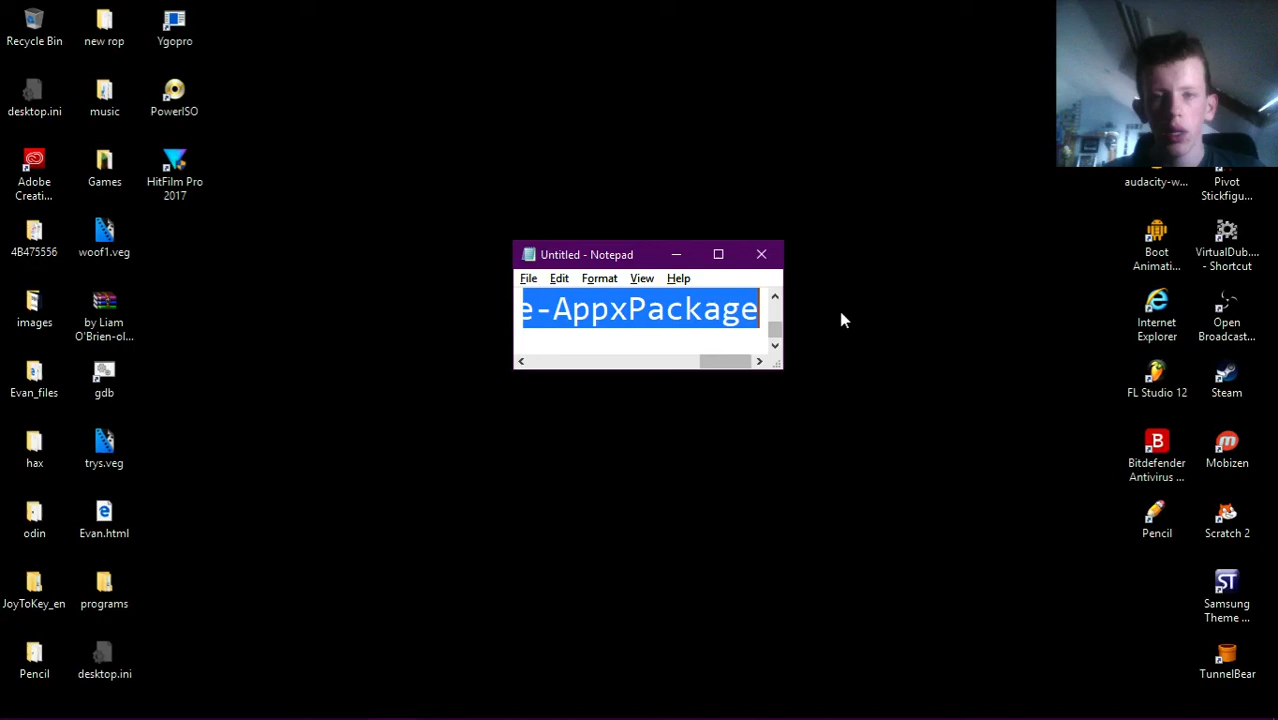 Recycle Bin
new rop
Ygopro
desktop.ini
music
PowerISO
Adobe
Creati...
Games
HitFilm Pro
2017
4B475556
woof1.veg
images
by Liam
O'Brien-ol...
Evan_files
gdb
hax
trys.veg
odin
Evan.html
JoyToKey_en
programs
Pencil
desktop.ini
Untitled - Notepad
File Edit Format View Help
e-AppxPackage
audacity-w...
Pivot
Stickfigu...
Boot
Animati...
VirtualDub....
- Shortcut
Internet
Explorer
Open
Broadcast...
FL Studio 12
Steam
B
Bitdefender
Antivirus ...
Mobizen
Pencil
Scratch 2
ST
Samsung
Theme ...
TunnelBear